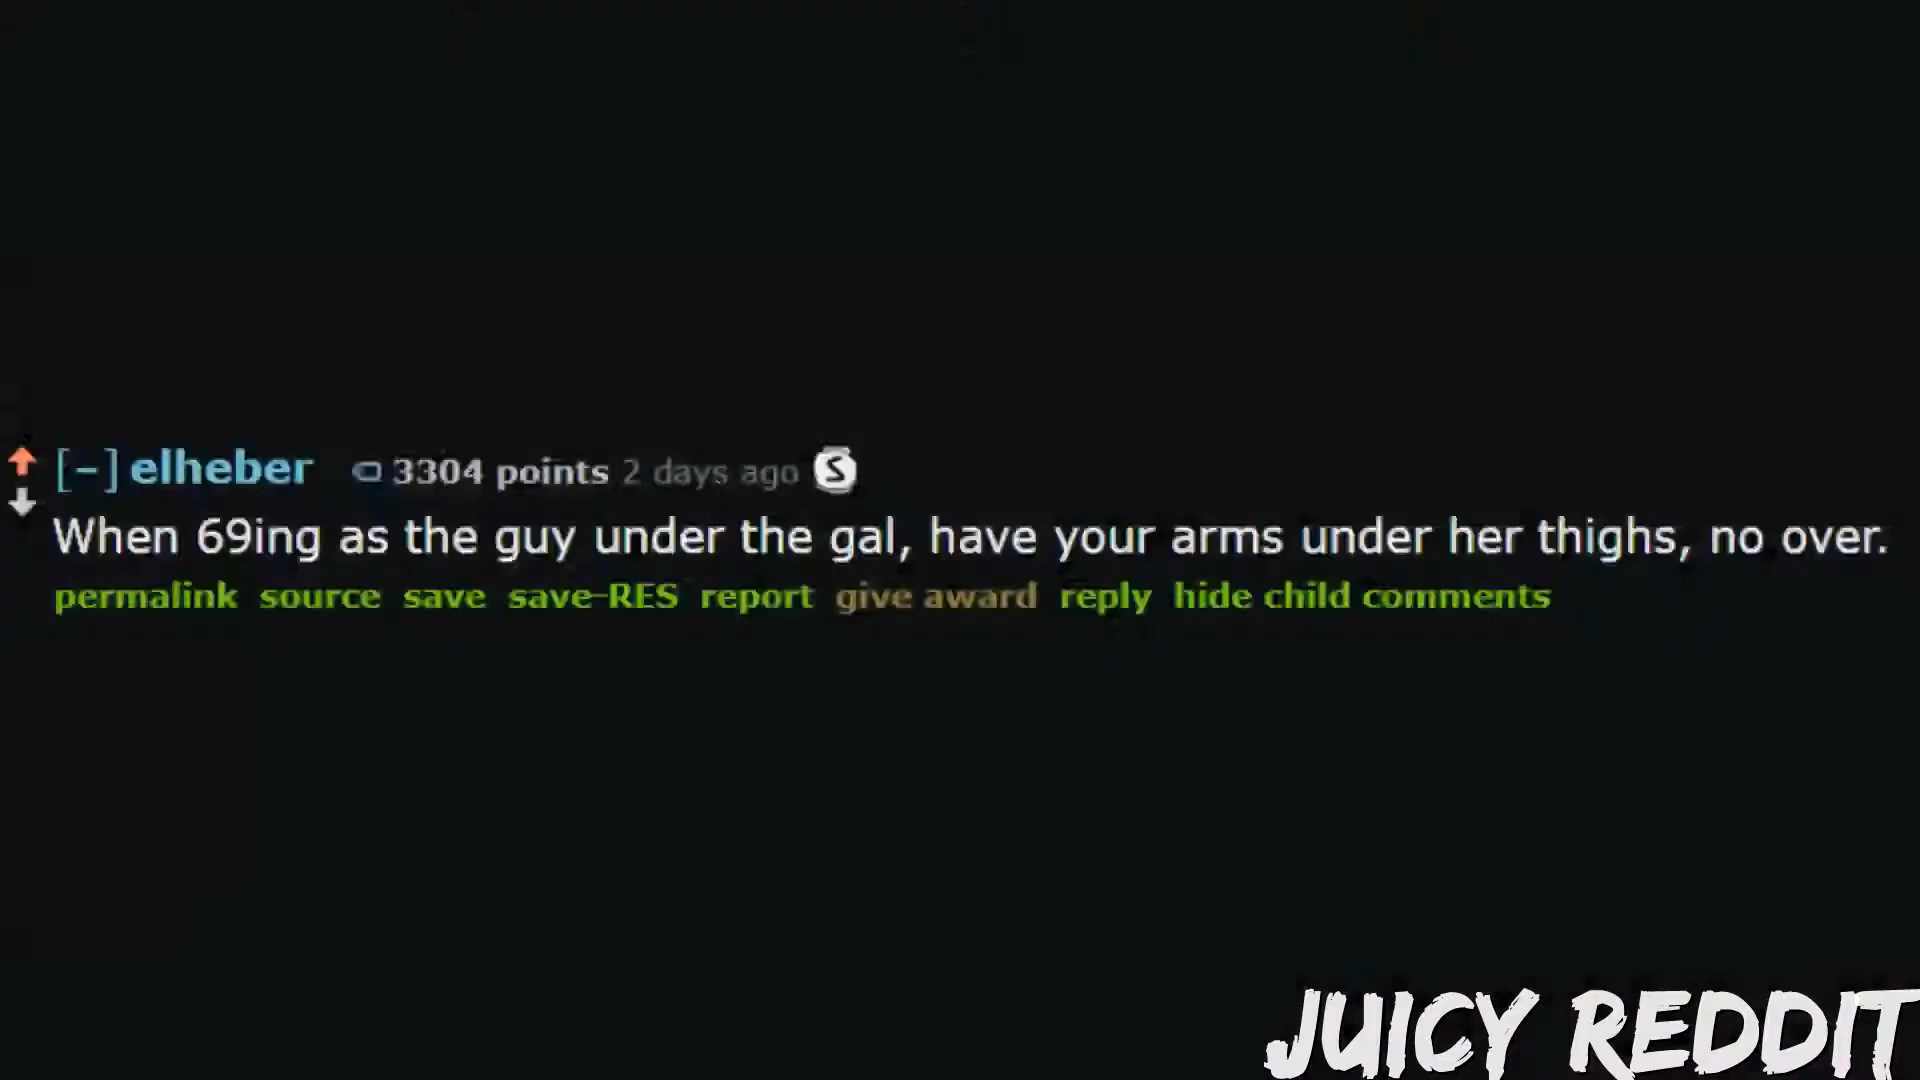 [-] elheber 3304 points 2 days ago S
When 69ing as the guy under the gal, have your arms under her thighs, no over.
permalink source save save-RES report give award reply hide child comments
JUICY REDDIT